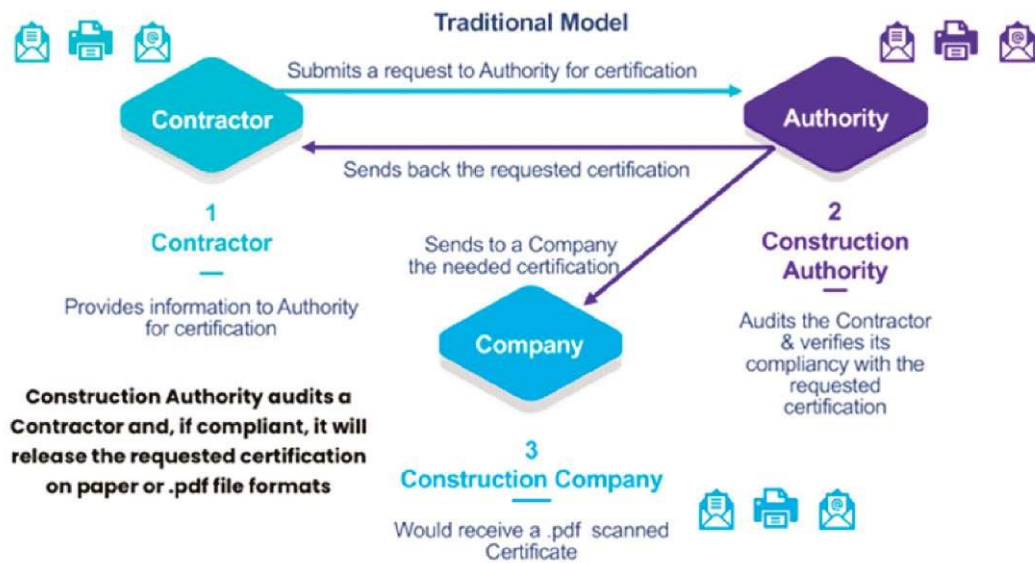 Traditional Model
Submits a request to Authority for certification
Contractor
Authority
Sends back the requested certification
1
Contractor
Provides information to Authority
for certification
Sends to a Company
the needed certification
2
Construction
Authority
Audits the Contractor
& verifies its
compliancy with the
requested
certification
Company
Construction Authority audits a
Contractor and, if compliant, it will
release the requested certification
on paper or .pdf file formats
3
Construction Company
Would receive a .pdf scanned
Certificate